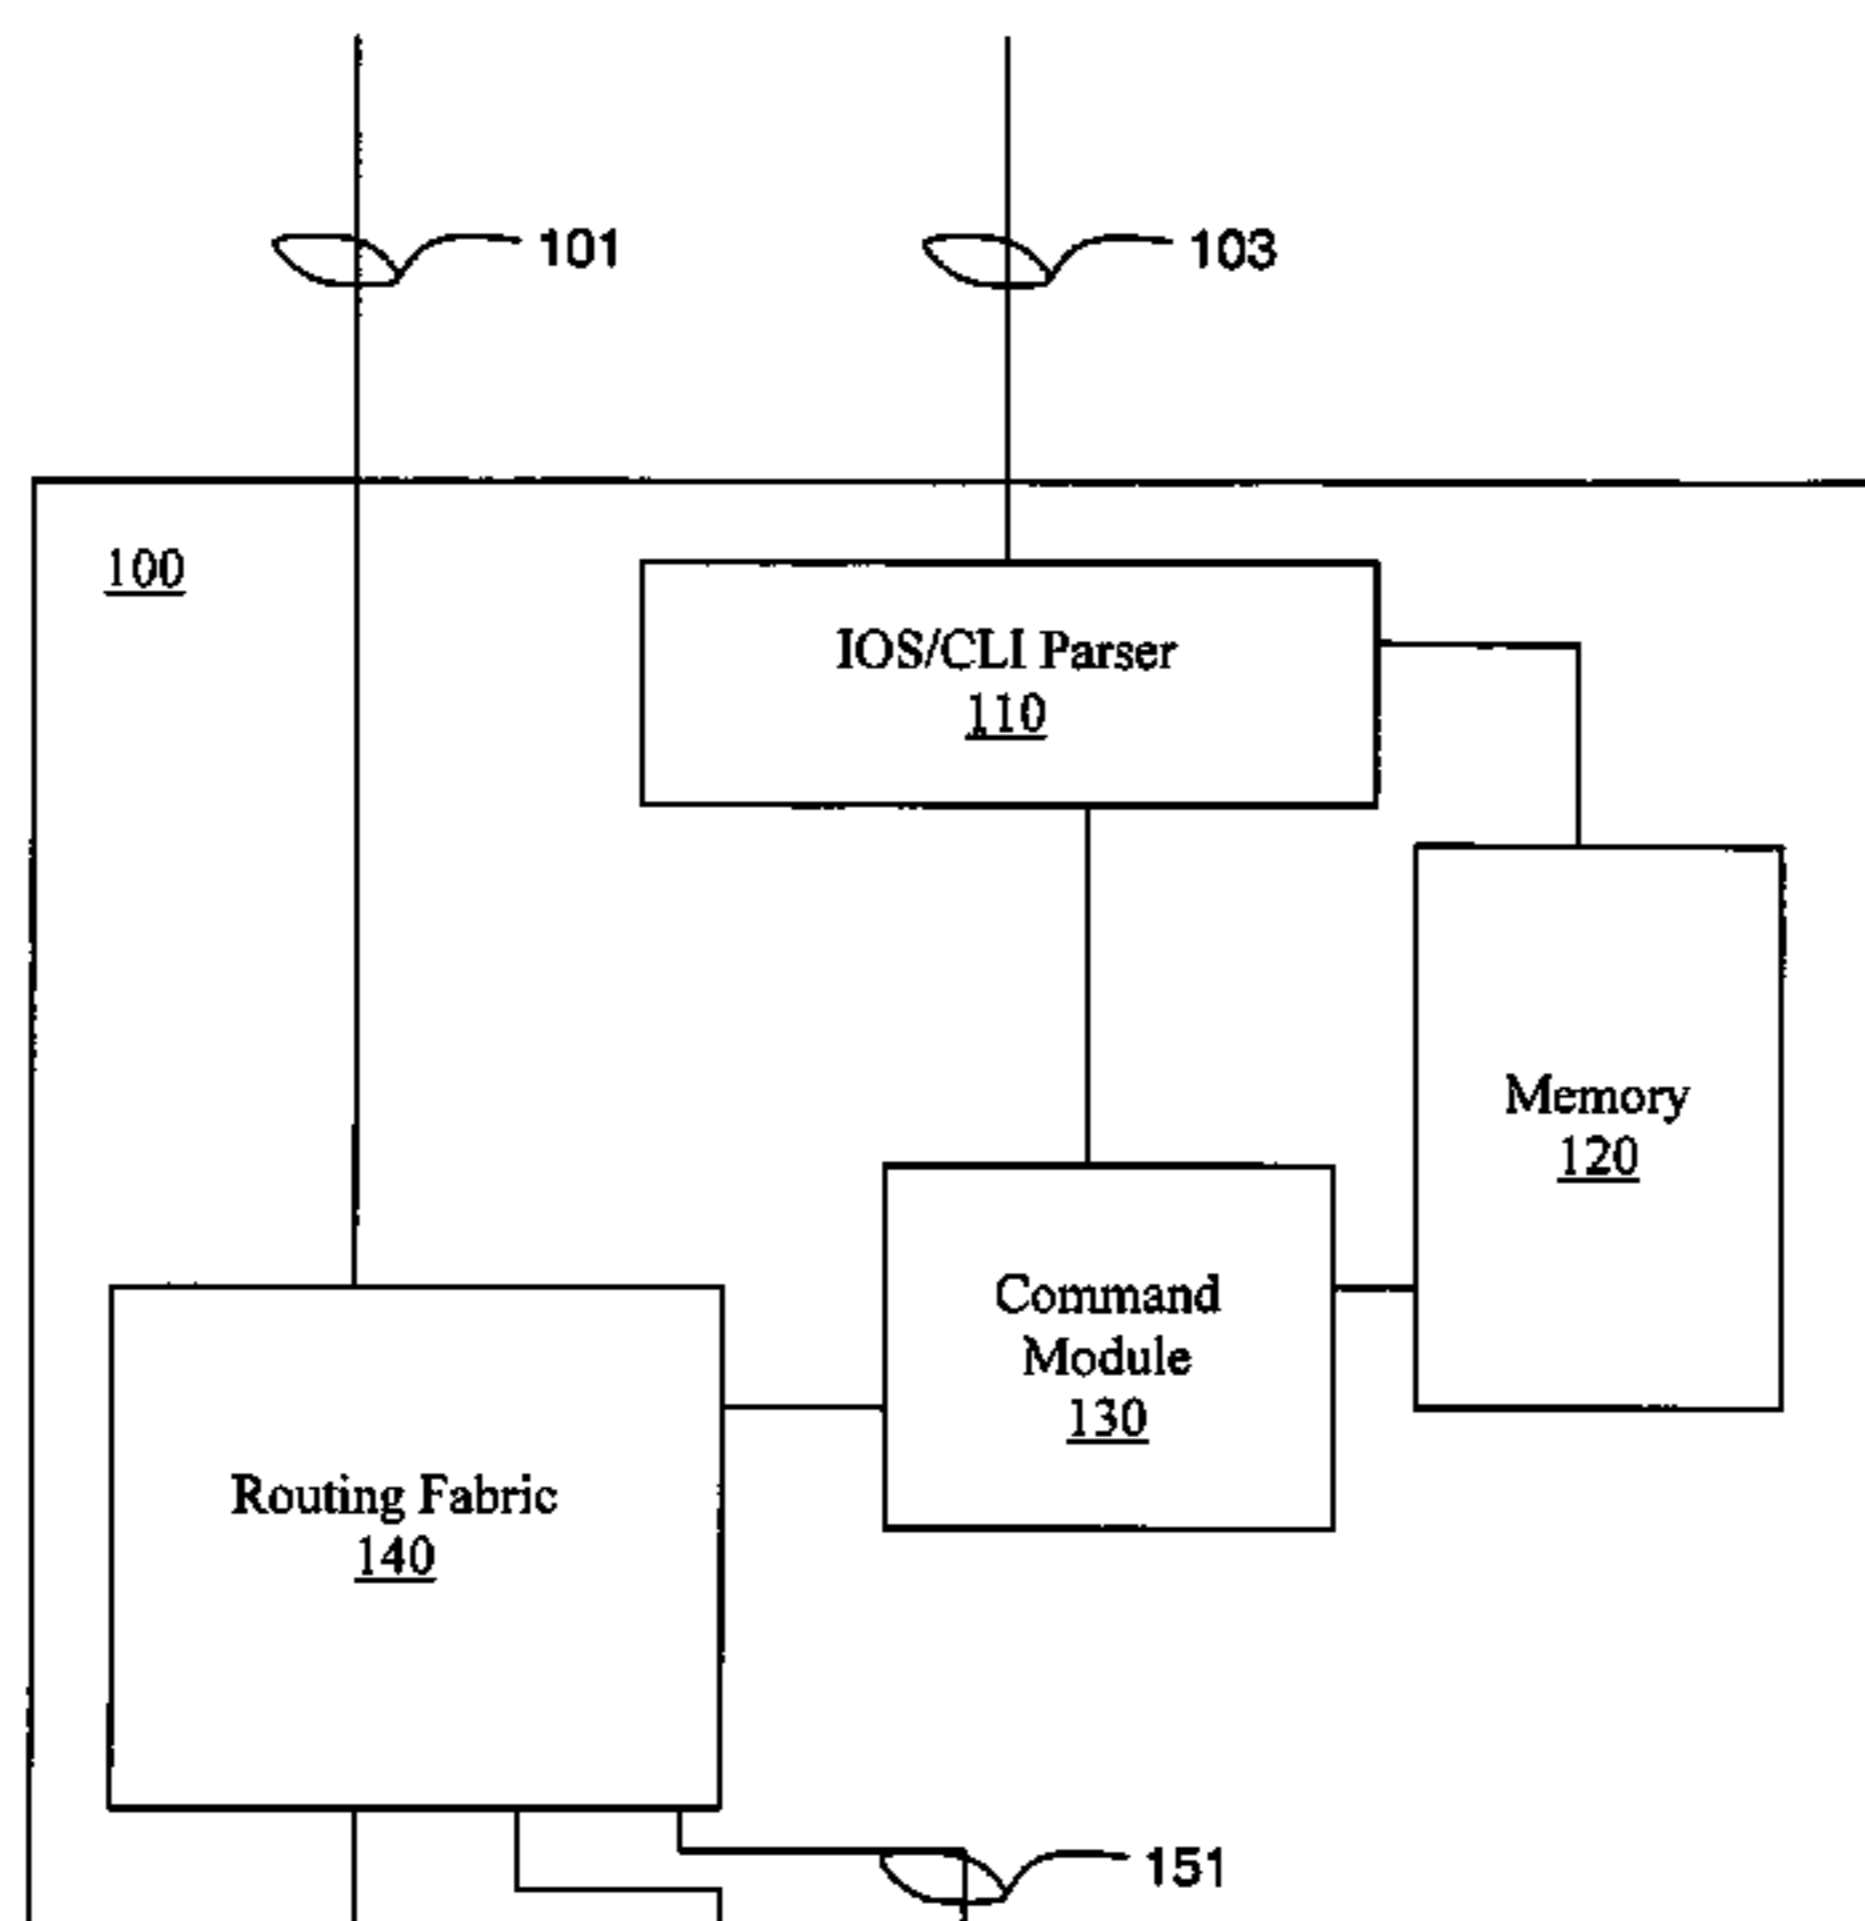 101
103
100
IOS/CLI Parser
110
Memory
120
Command
Module
130
Routing Fabric
140
151